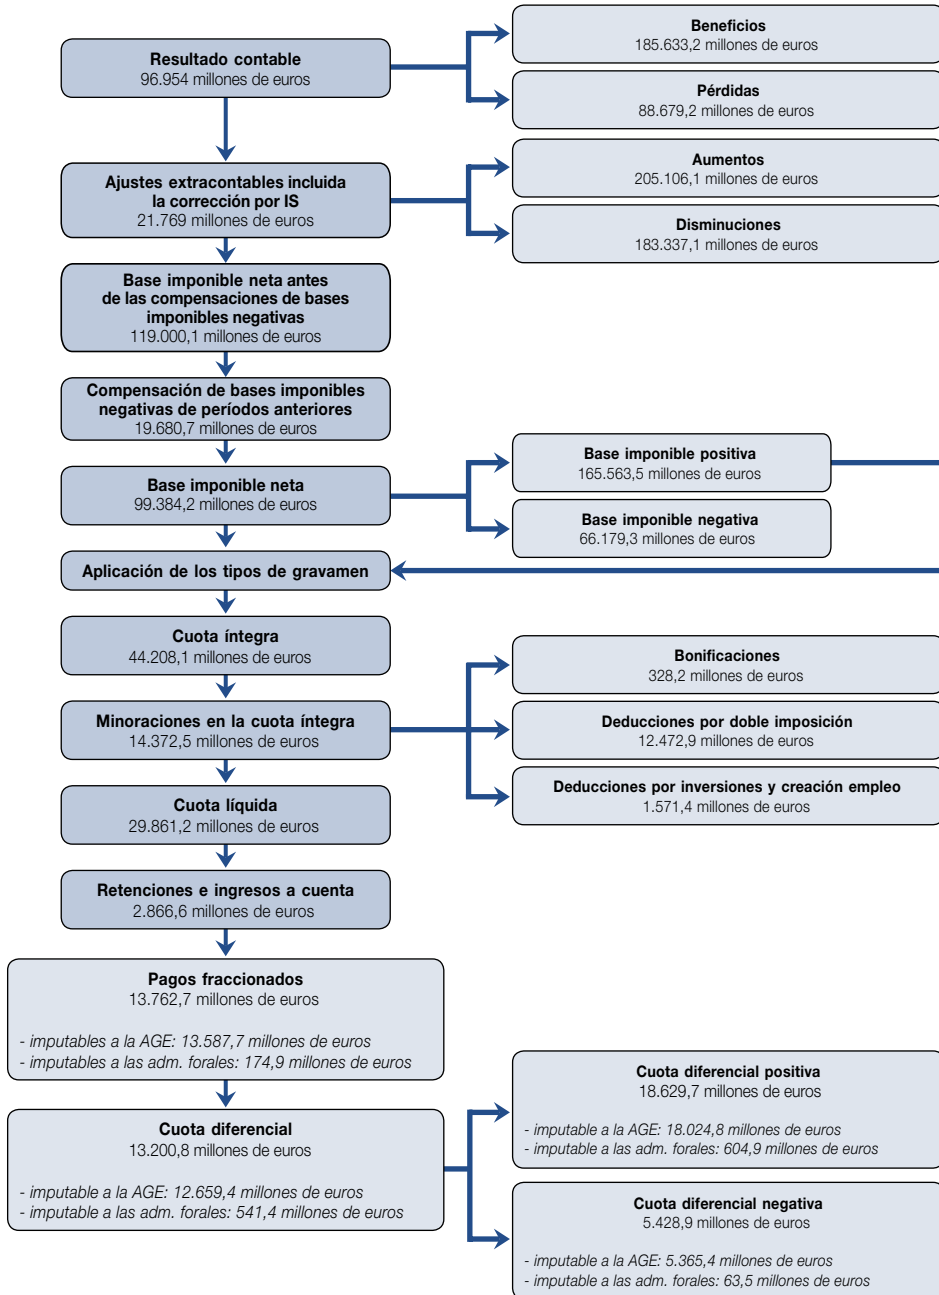 Resultado contable
96.954 millones de euros
Beneficios
185.633,2 millones de euros
Pérdidas
88.679,2 millones de euros
Ajustes extracontables incluida
la corrección por IS
21.769 millones de euros
Aumentos
205.106,1 millones de euros
Disminuciones
183.337,1 millones de euros
Base imponible neta antes
de las compensaciones de bases
imponibles negativas
119.000,1 millones de euros
Compensación de bases imponibles
negativas de períodos anteriores
19.680,7 millones de euros
Base imponible neta
99.384,2 millones de euros
Base imponible positiva
165.563,5 millones de euros
Base imponible negativa
66.179,3 millones de euros
Aplicación de los tipos de gravamen
Cuota íntegra
44.208,1 millones de euros
Minoraciones en la cuota íntegra
14.372,5 millones de euros
Bonificaciones
328,2 millones de euros
Deducciones por doble imposición
12.472,9 millones de euros
Deducciones por inversiones y creación empleo
1.571,4 millones de euros
Cuota líquida
29.861,2 millones de euros
Retenciones e ingresos a cuenta
2.866,6 millones de euros
Pagos fraccionados
13.762,7 millones de euros
- imputables a la AGE: 13.587,7 millones de euros
- imputables a las adm. forales: 174,9 millones de euros
Cuota diferencial
13.200,8 millones de euros
- imputable a la AGE: 12.659,4 millones de euros
- imputable a las adm. forales: 541,4 millones de euros
Cuota diferencial positiva
18.629,7 millones de euros
- imputable a la AGE: 18.024,8 millones de euros
- imputable a las adm. forales: 604,9 millones de euros
Cuota diferencial negativa
5.428,9 millones de euros
- imputable a la AGE: 5.365,4 millones de euros
- imputable a las adm. forales: 63,5 millones de euros